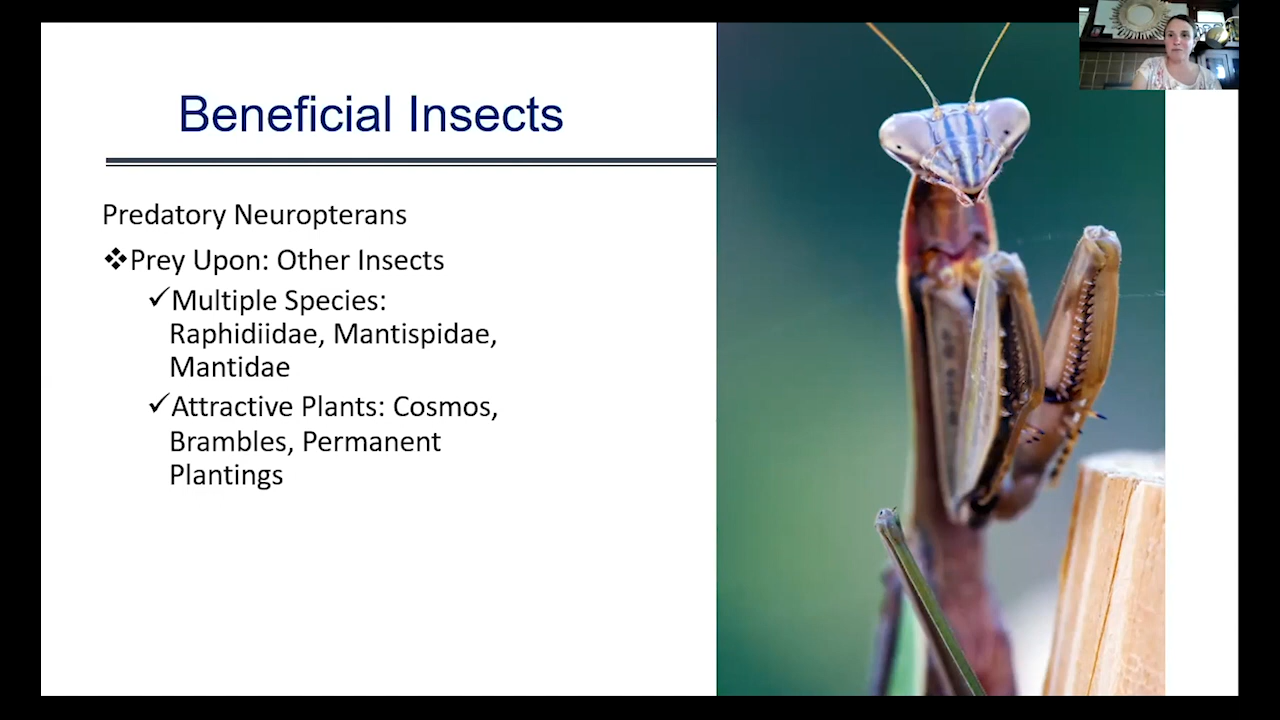 Beneficial Insects
Predatory Neuropterans
❖Prey Upon: Other Insects
✓Multiple Species:
Raphidiidae, Mantispidae,
Mantidae
✓Attractive Plants: Cosmos,
Brambles, Permanent
Plantings